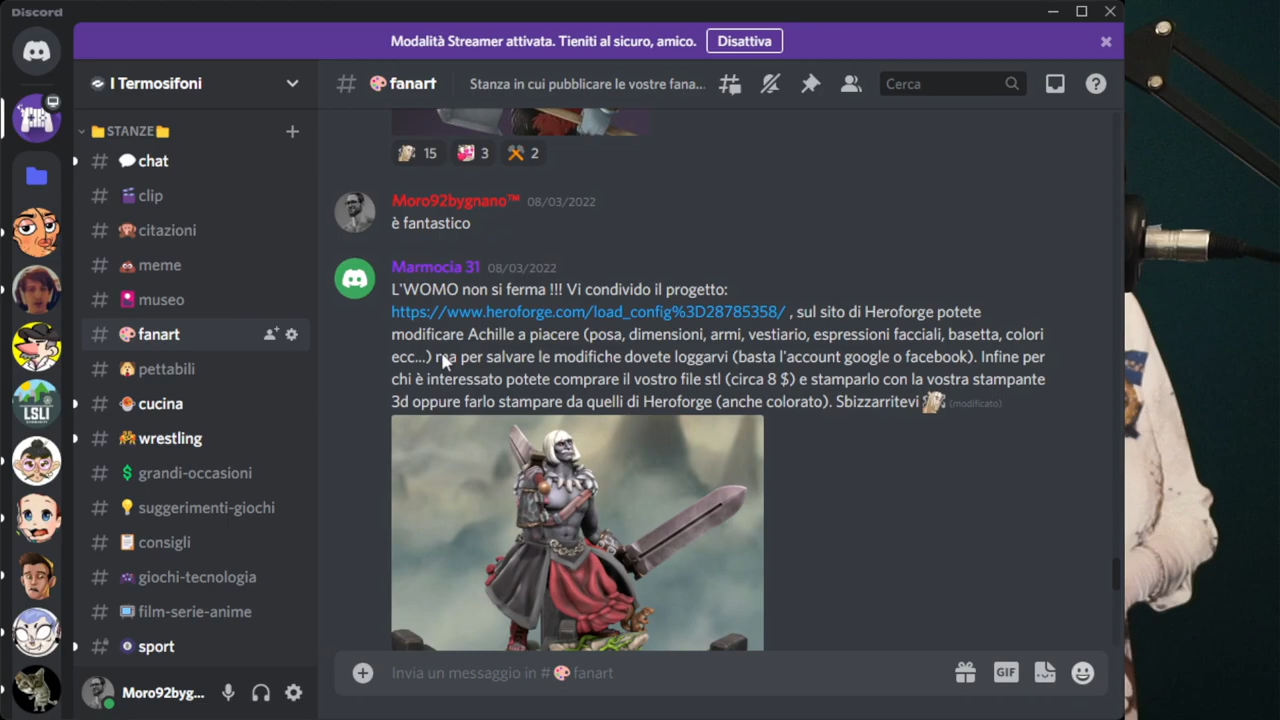 Discord
Modalità Streamer attivata. Tieniti al sicuro, amico. Disattiva
I Termosifoni
fanart
Stanza in cui pubblicare le vostre fana...
Cerca
STANZE
chat
clip
citazioni
meme
museo
fanart
pettabili
cucina
wrestling
grandi-occasioni
suggerimenti-giochi
consigli
giochi-tecnologia
film-serie-anime
sport
Moro92byg...
LSLI
15 3 2
Moro92bygnano™ 08/03/2022
è fantastico
Marmocia 31 08/03/2022
L'WOMO non si ferma !!! Vi condivido il progetto:
https://www.heroforge.com/load_config%3D28785358/ , sul sito di Heroforge potete
modificare Achille a piacere (posa, dimensioni, armi, vestiario, espressioni facciali, basetta, colori
ecc...) ma per salvare le modifiche dovete loggarvi (basta l'account google o facebook). Infine per
chi è interessato potete comprare il vostro file stl (circa 8 $) e stamparlo con la vostra stampante
3d oppure farlo stampare da quelli di Heroforge (anche colorato). Sbizzarritevi (modificato)
Invia un messaggio in # fanart
GIF